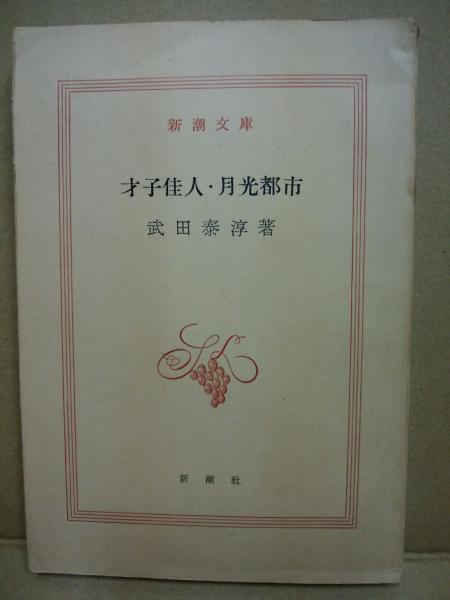 新潮文庫
才子佳人・月光都市
武田泰淳著
新潮社